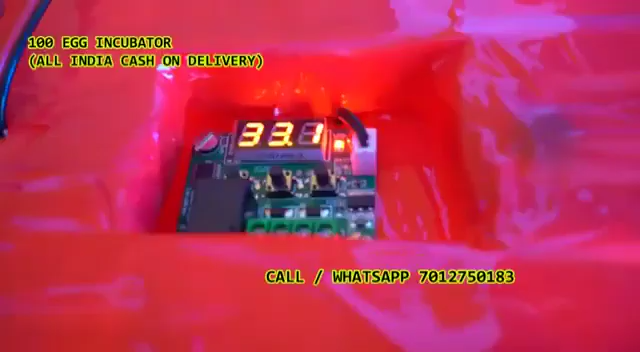 100 EGG INCUBATOR
(ALL INDIA CASH ON DELIVERY)
33.1
CALL / WHATSAPP 7012750183